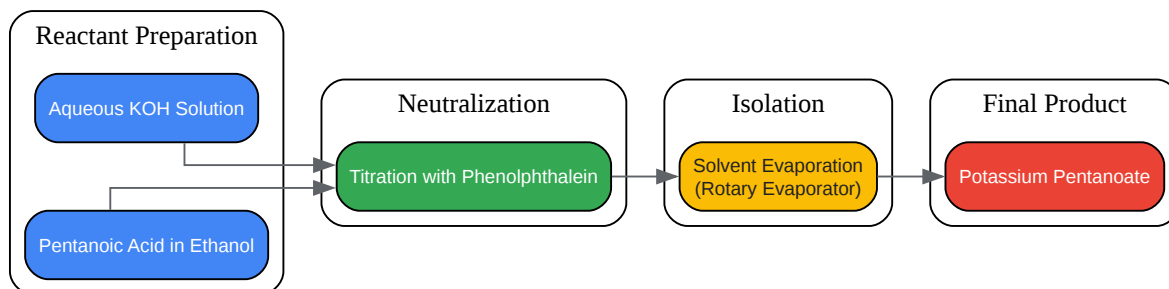 Reactant Preparation
Aqueous KOH Solution
Pentanoic Acid in Ethanol
Neutralization
Titration with Phenolphthalein
Isolation
Solvent Evaporation
(Rotary Evaporator)
Final Product
Potassium Pentanoate